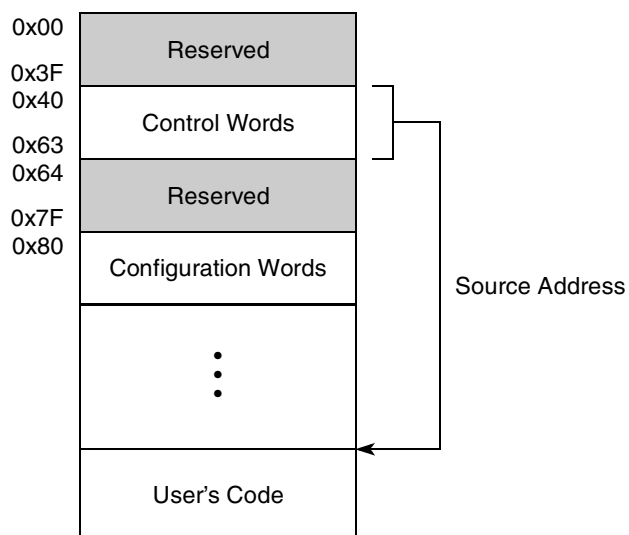 0x00
Reserved
0x3F
0x40
Control Words
0x63
0x64
Reserved
0x7F
0x80
Configuration Words
Source Address
User's Code